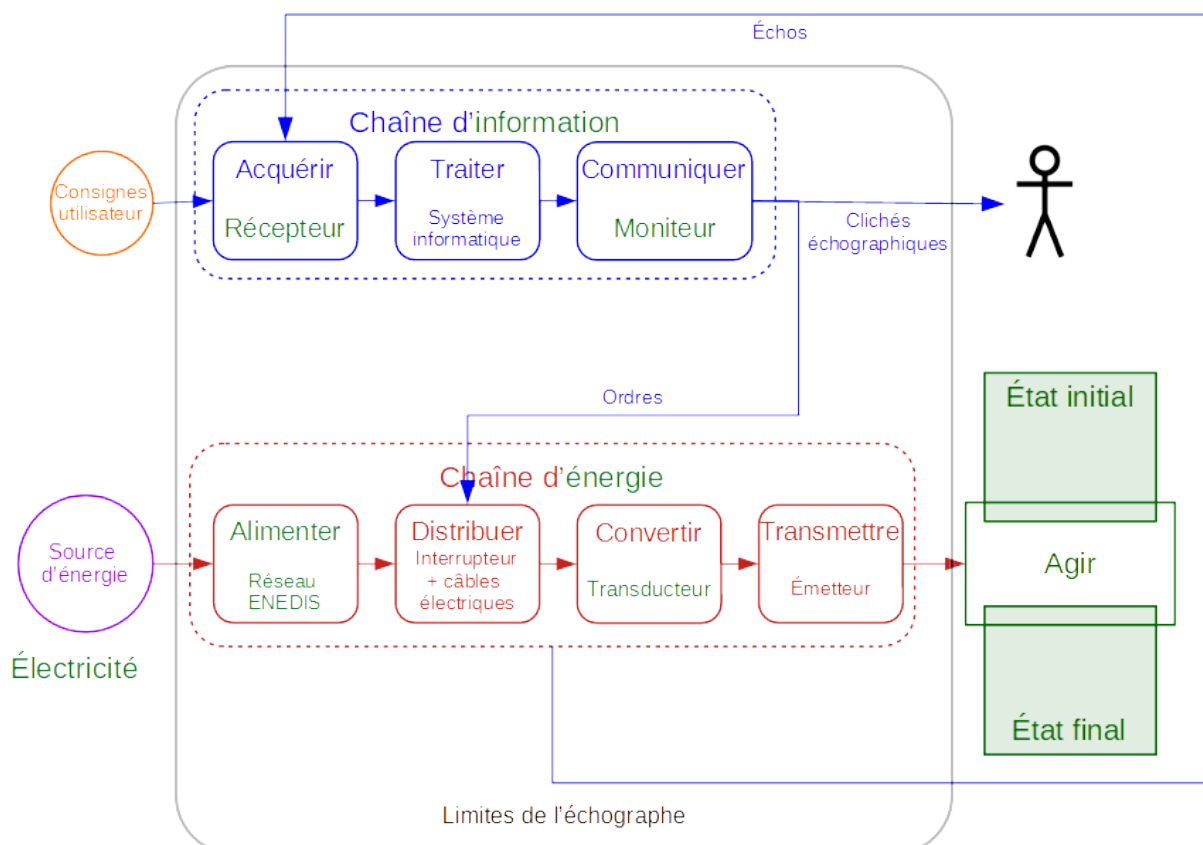 Échos
Chaîne d'information
Consignes
utilisateur
Acquérir
Récepteur
Traiter
Système
informatique
Communiquer
Moniteur
Clichés
échographiques
Ordres
État initial
Chaîne d'énergie
Source
d'énergie
Alimenter
Réseau
ENEDIS
Distribuer
Interrupteur
+ câbles
électriques
Convertir
Transducteur
Transmettre
Émetteur
Agir
Électricité
État final
Limites de l'échographe